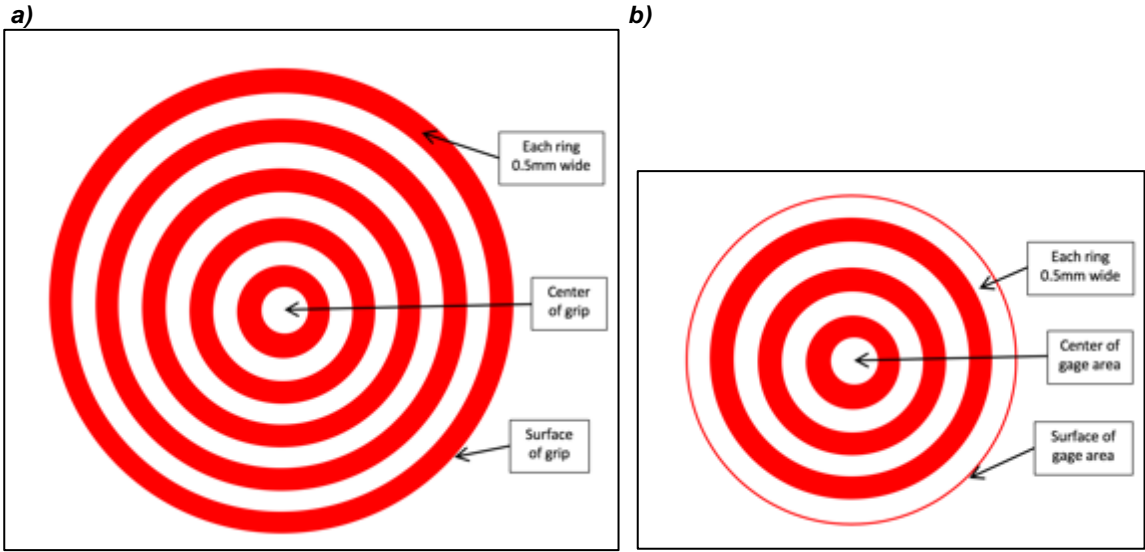 a)
Each ring
0.5mm wide
Center
of grip
Surface
of grip
b)
Each ring
0.5mm wide
Center of
gage area
Surface of
gage area